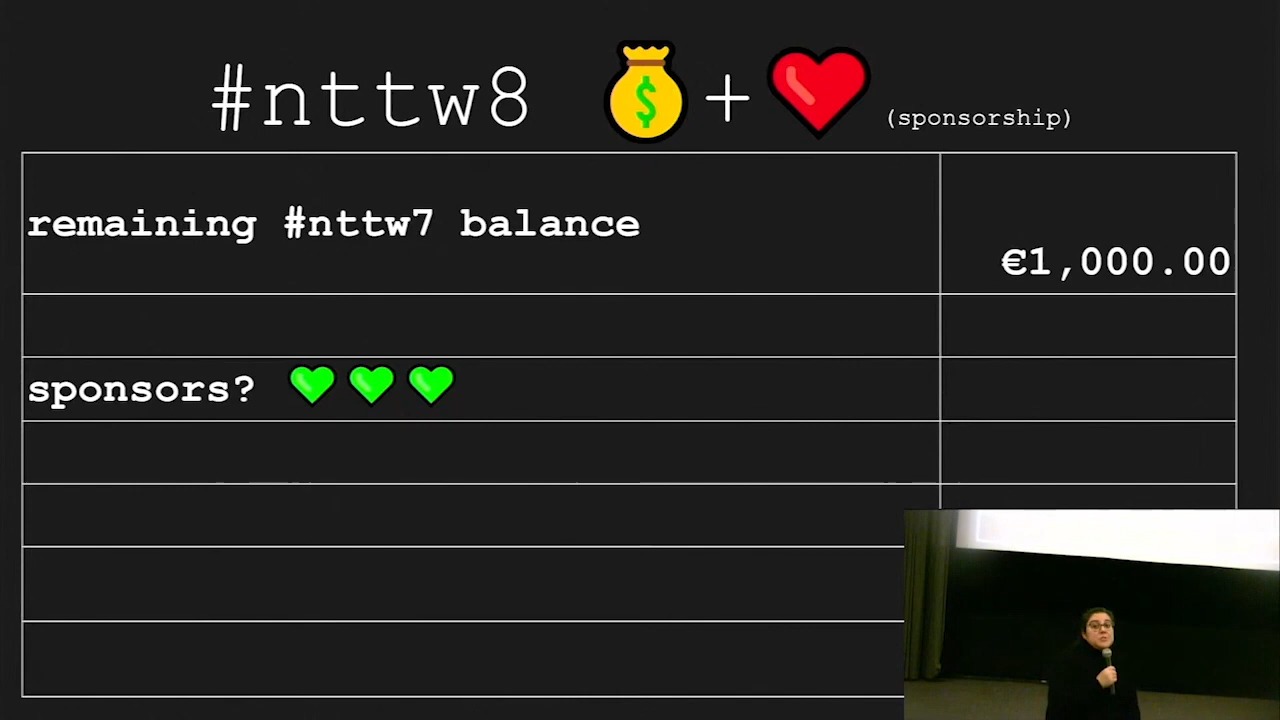 #nttw8 💰+❤️ (sponsorship)
remaining #nttw7 balance
€1,000.00
sponsors? 💚💚💚